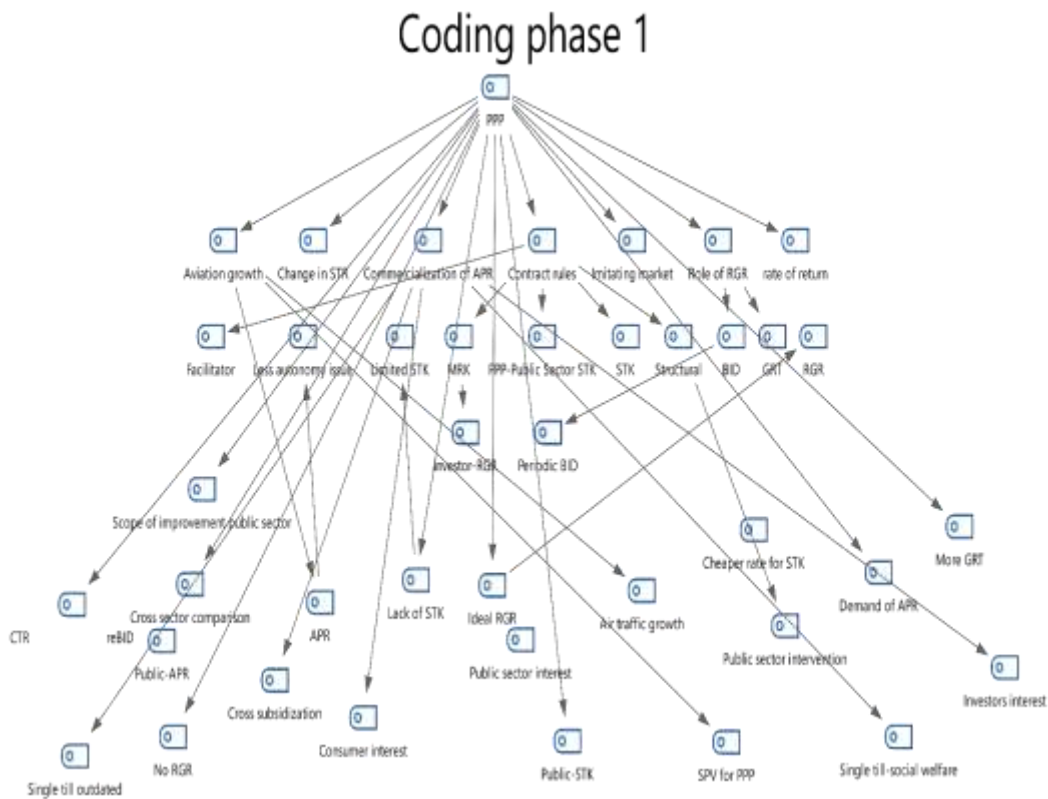 Coding phase 1
PPP
Aviation growth
Change in STR
Commercialization of APR
Contract rules
Imitating market
Role of RGR
rate of return
Facilitator
Less autonomy issue
Limited STK
MRK
PPP-Public Sector STK
STK
Structural
BID
GRT
RGR
Investor-RGR
Periodic BID
Scope of improvement public sector
Cheaper rate for STK
More GRT
Cross sector comparison
Lack of STK
Ideal RGR
Air traffic growth
Demand of APR
CTR
reBID
APR
Public-APR
Public sector interest
Public sector intervention
Investors interest
Cross subsidization
Consumer interest
Single till outdated
No RGR
Public-STK
SPV for PPP
Single till-social welfare